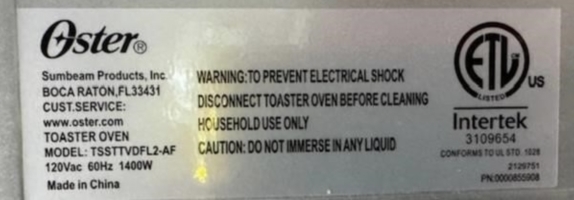 Oster®
Sumbeam Products, Inc.
BOCA RATON,FL33431
CUST.SERVICE:
www.oster.com
TOASTER OVEN
MODEL: TSSTTVDFL2-AF
120Vac 60Hz 1400W
Made in China
WARNING:TO PREVENT ELECTRICAL SHOCK
DISCONNECT TOASTER OVEN BEFORE CLEANING
HOUSEHOLD USE ONLY
CAUTION: DO NOT IMMERSE IN ANY LIQUID
ETL US
LISTED
Intertek
3109654
CONFORMS TO UL STD. 1026
2129751
PN:0000855908